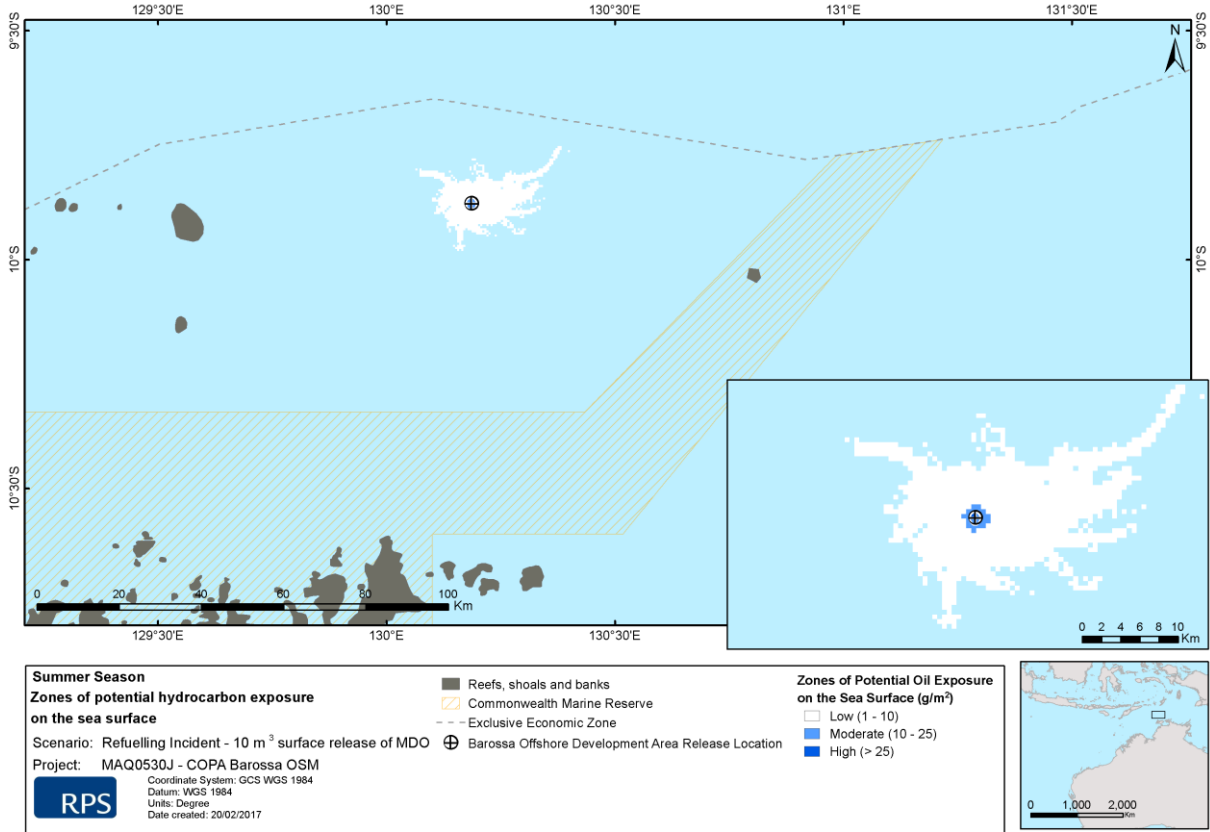 129°30'E
130°E
130°30'E
131°E
131°30'E
9°30'S
9°30'S
N
10°S
10°S
10°30'S
0 20 40 60 80 100
Km
0 2 4 6 8 10
Km
129°30'E
130°E
130°30'E
Summer Season
Zones of potential hydrocarbon exposure
on the sea surface
Scenario: Refuelling Incident - 10 m³ surface release of MDO
Project: MAQ0530J - COPA Barossa OSM
RPS
Coordinate System: GCS WGS 1984
Datum: WGS 1984
Units: Degree
Date created: 20/02/2017
Reefs, shoals and banks
Commonwealth Marine Reserve
Exclusive Economic Zone
Barossa Offshore Development Area Release Location
Zones of Potential Oil Exposure
on the Sea Surface (g/m²)
Low (1 - 10)
Moderate (10 - 25)
High (> 25)
0 1,000 2,000
Km